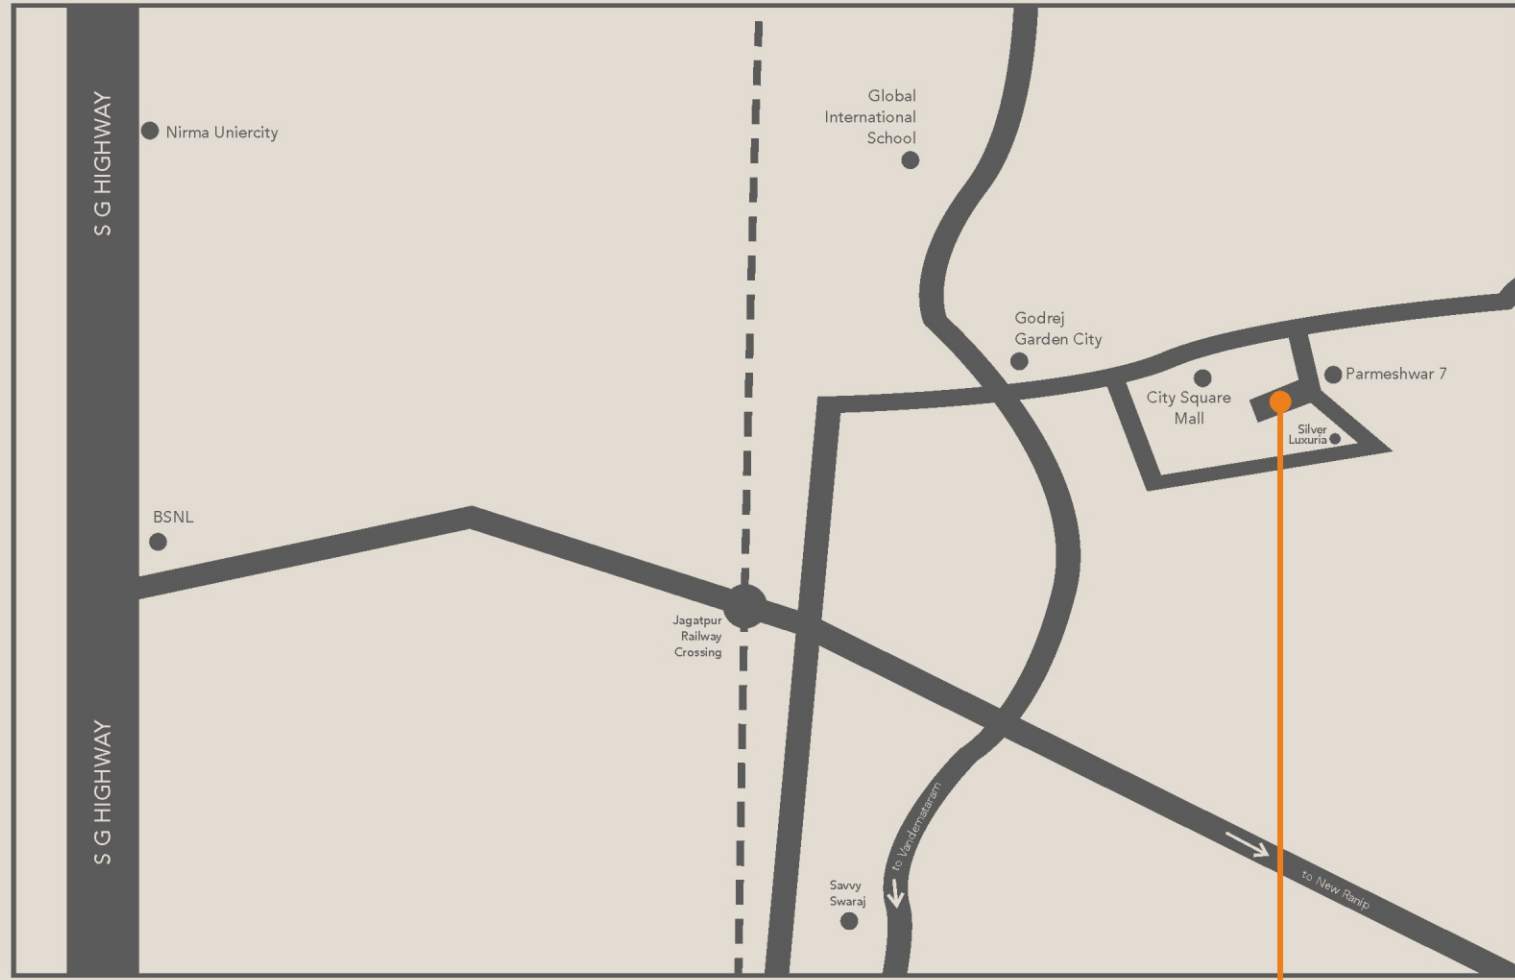 S G HIGHWAY
Nirma Uniercity
Global
International
School
Godrej
Garden City
City Square
Mall
Parmeshwar 7
Silver
Luxuria
BSNL
Jagatpur
Railway
Crossing
S G HIGHWAY
to Vandemataram
Savvy
Swaraj
to New Ranip